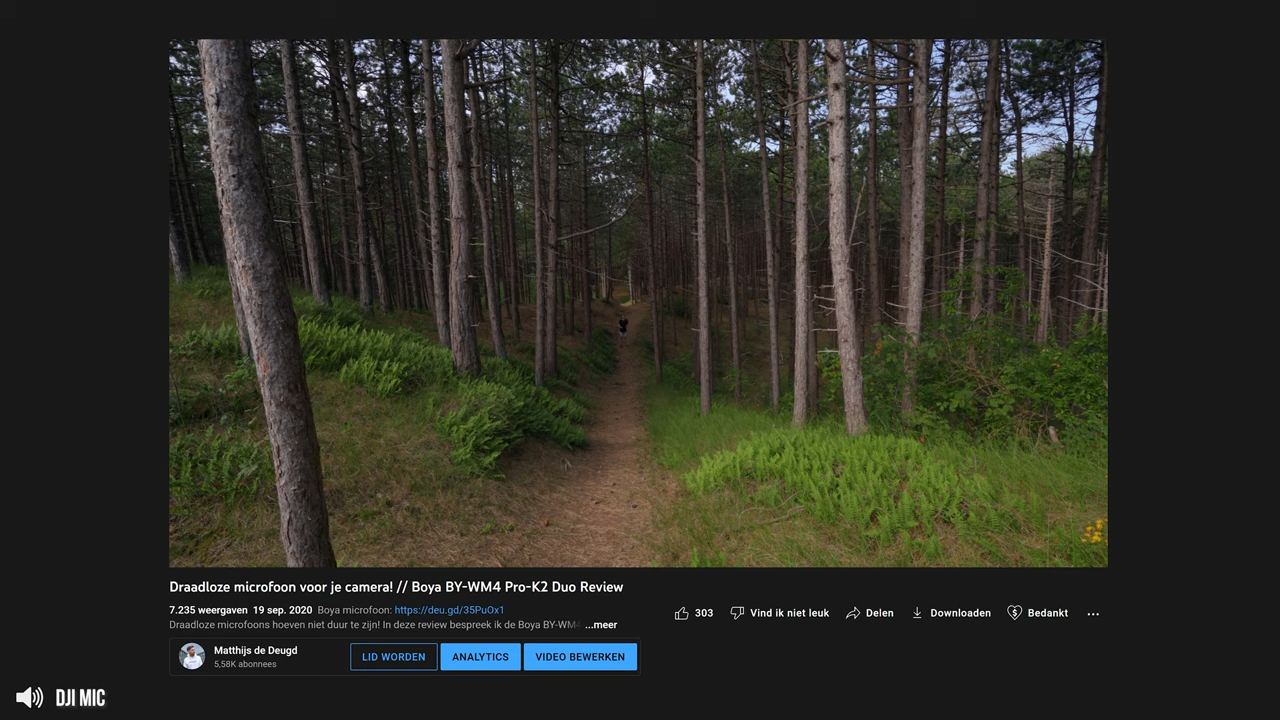 Draadloze microfoon voor je camera! // Boya BY-WM4 Pro-K2 Duo Review
7.235 weergaven 19 sep. 2020 Boya microfoon: https://deu.gd/35PuOx1
Draadloze microfoons hoeven niet duur te zijn! In deze review bespreek ik de Boya BY-WM4 ...meer
303 Vind ik niet leuk Delen Downloaden Bedankt ...
Matthijs de Deugd
5,58K abonnees
LID WORDEN ANALYTICS VIDEO BEWERKEN
DJI MIC